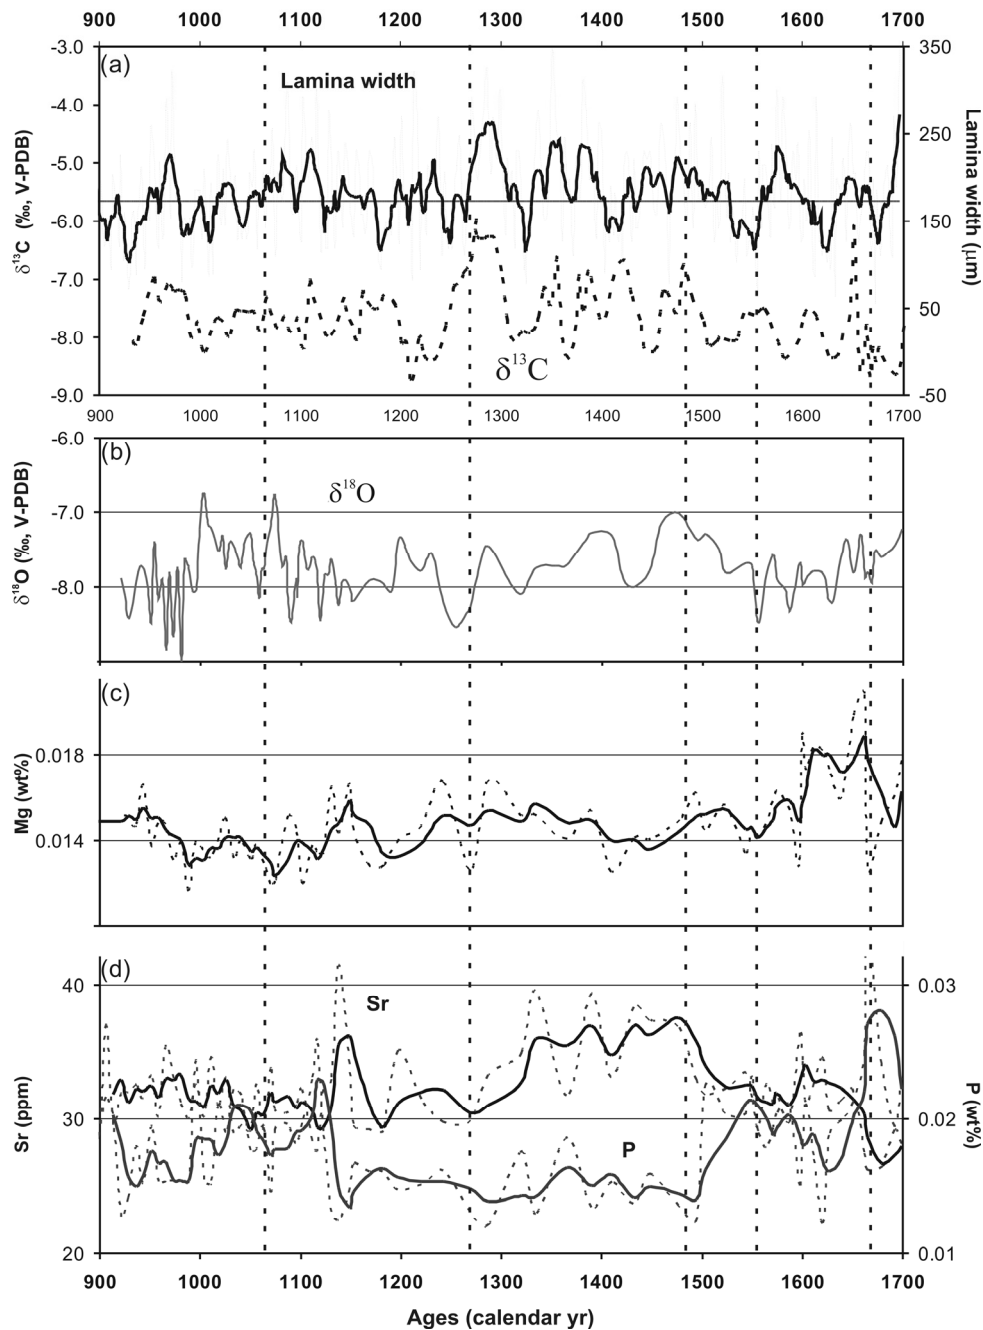 900 1000 1100 1200 1300 1400 1500 1600 1700
-3.0 (a) 350
Lamina width
-4.0
250
-5.0
δ¹³C (‰, V-PDB)
Lamina width (µm)
-6.0 150
-7.0
50
-8.0
δ¹³C
-9.0 -50
900 1000 1100 1200 1300 1400 1500 1600 1700
-6.0 (b)
δ¹⁸O
-7.0
δ¹⁸O (‰, V-PDB)
-8.0
(c)
0.018
Mg (wt%)
0.014
(d)
40 Sr 0.03
Sr (ppm)
30 0.02
P (wt%)
P
20 0.01
900 1000 1100 1200 1300 1400 1500 1600 1700
Ages (calendar yr)